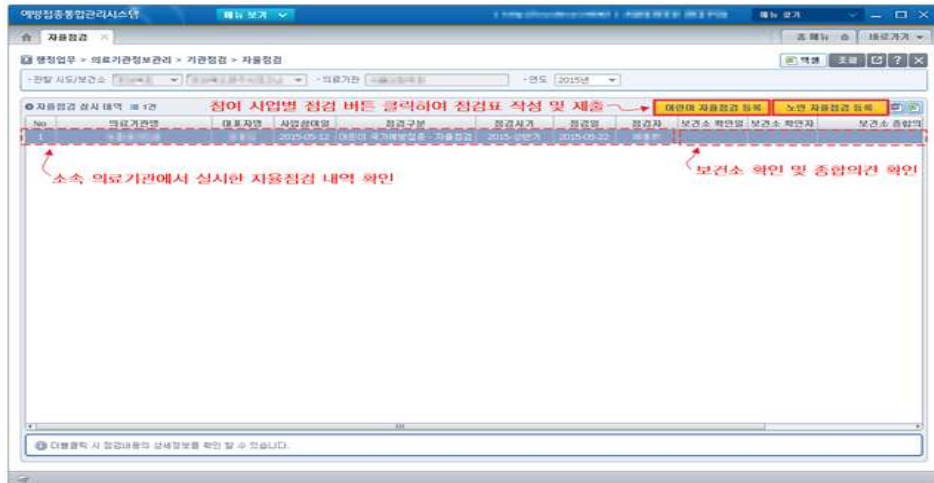 예방접종통합관리시스템 메뉴 보기 메뉴 보기
자율점검 홈 메뉴 바로가기
행정업무 > 의료기관정보관리 > 기관점검 > 자율점검 엑셀 조회
관할 시도/보건소 의료기관 연도 2015년
자율점검 실시 내역 1건 참여 사업별 점검 버튼 클릭하여 점검표 작성 및 제출 어린이 자율점검 등록 노인 자율점검 등록
No 의료기관명 대표자명 사업참여일 점검구분 점검시기 점검일 점검자 보건소 확인일 보건소 확인자 보건소 종합의
1 2015-05-12 어린이 국가예방접종 - 자율점검 2015-상반기 2015-05-22
소속 의료기관에서 실시한 자율점검 내역 확인 보건소 확인 및 종합의견 확인
더블클릭 시 점검내용의 상세정보를 확인 할 수 있습니다.